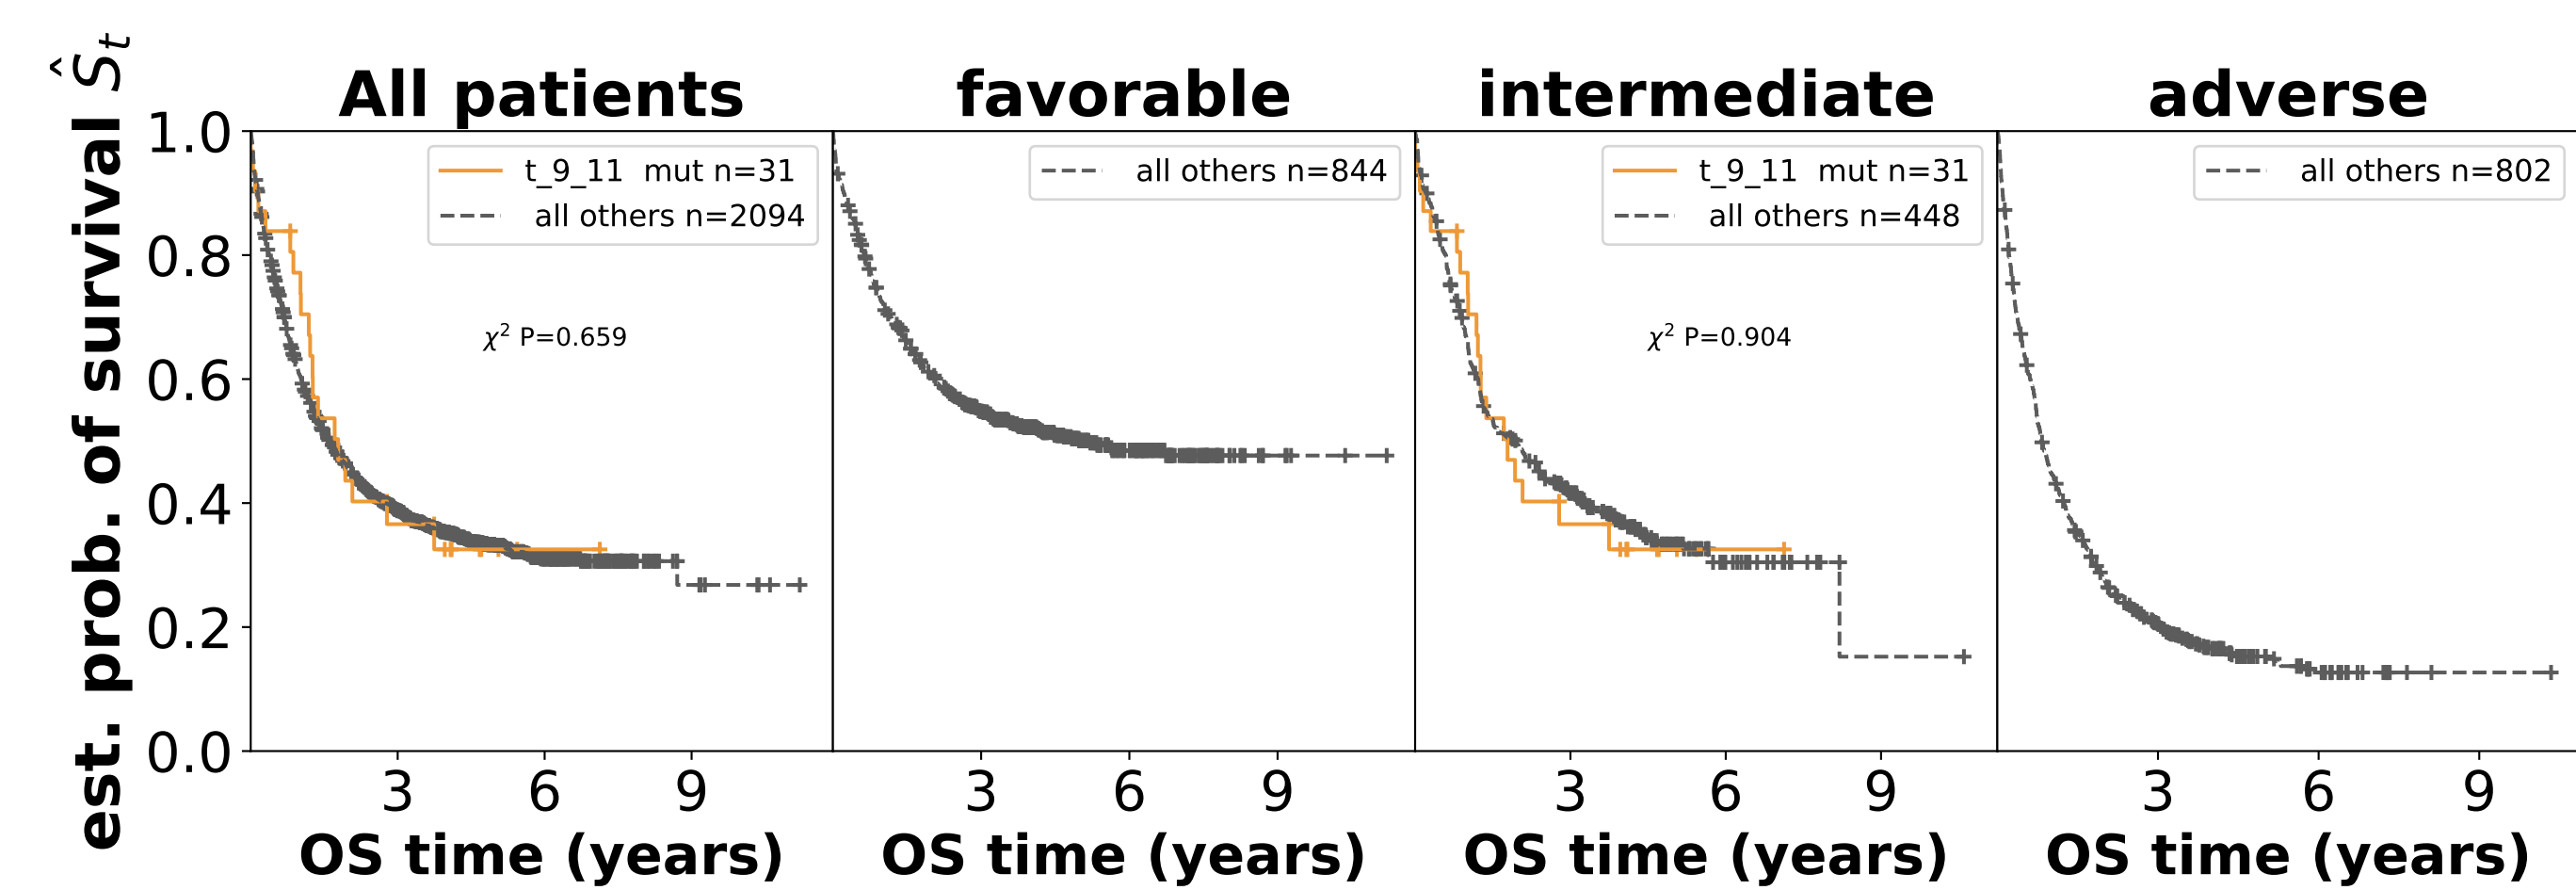 est. prob. of survival Ŝ_t
All patients
favorable
intermediate
adverse
1.0
0.8
0.6
0.4
0.2
0.0
t_9_11  mut n=31
all others n=2094
χ² P=0.659
all others n=844
t_9_11  mut n=31
all others n=448
χ² P=0.904
all others n=802
3 6 9
3 6 9
3 6 9
3 6 9
OS time (years)
OS time (years)
OS time (years)
OS time (years)